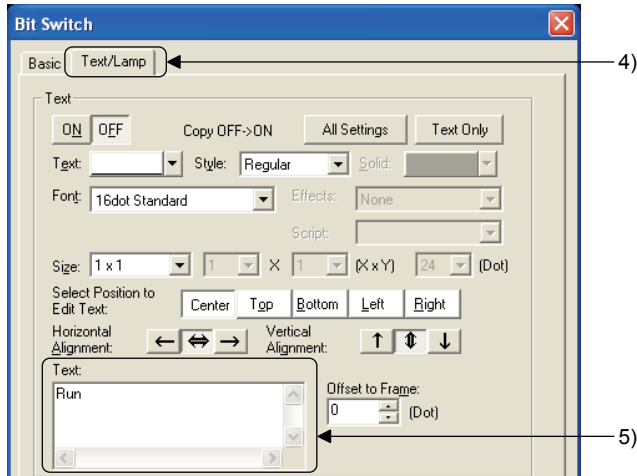 Bit Switch
Basic Text/Lamp 4)
Text
ON OFF Copy OFF->ON All Settings Text Only
Text: Style: Regular Solid:
Font: 16dot Standard Effects: None
Script:
Size: 1 x 1 1 X 1 (X x Y) 24 (Dot)
Select Position to
Edit Text: Center Top Bottom Left Right
Horizontal
Alignment: ← ⇔ → Vertical
Alignment: ↑ ⇕ ↓
Text:
Run
Offset to Frame:
0 (Dot)
5)